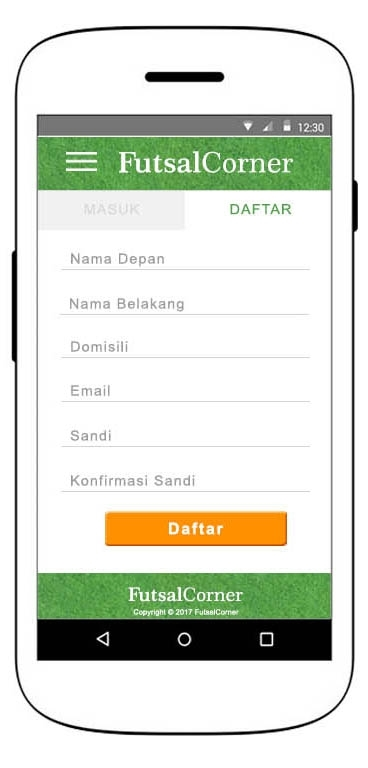 12:30
FutsalCorner
MASUK DAFTAR
Nama Depan
Nama Belakang
Domisili
Email
Sandi
Konfirmasi Sandi
Daftar
FutsalCorner
Copyright © 2017 FutsalCorner